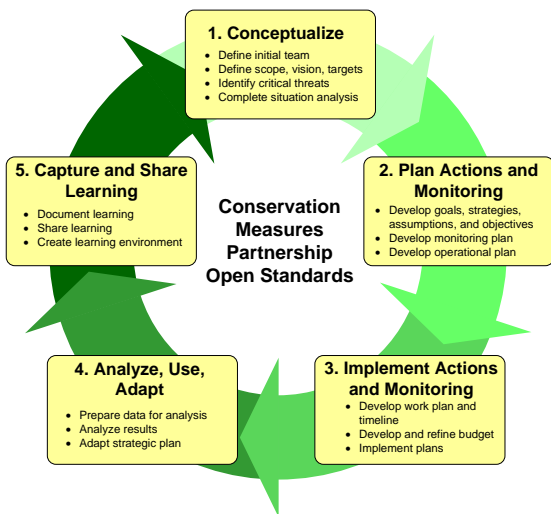 1. Conceptualize
• Define initial team
• Define scope, vision, targets
• Identify critical threats
• Complete situation analysis
2. Plan Actions and
Monitoring
• Develop goals, strategies,
assumptions, and objectives
• Develop monitoring plan
• Develop operational plan
3. Implement Actions
and Monitoring
• Develop work plan and
timeline
• Develop and refine budget
• Implement plans
4. Analyze, Use,
Adapt
• Prepare data for analysis
• Analyze results
• Adapt strategic plan
5. Capture and Share
Learning
• Document learning
• Share learning
• Create learning environment
Conservation
Measures
Partnership
Open Standards